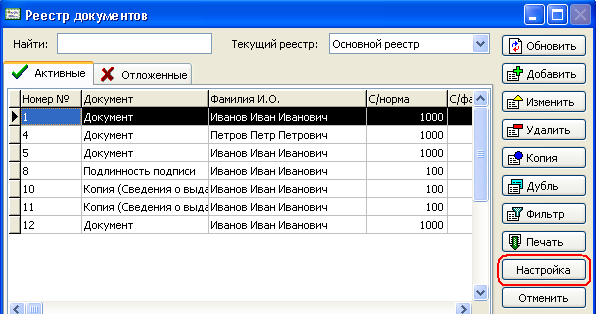 Реестр документов
Найти: Текущий реестр: Основной реестр
Активные Отложенные
Номер № Документ Фамилия И.О. С/норма С/фа
1 Документ Иванов Иван Иванович 1000
4 Документ Петров Петр Петрович 1000
5 Документ Иванов Иван Иванович 1000
8 Подлинность подписи Иванов Иван Иванович 100
10 Копия (Сведения о выда Иванов Иван Иванович 100
11 Копия (Сведения о выда Иванов Иван Иванович 100
12 Документ Иванов Иван Иванович 1000
Обновить
Добавить
Изменить
Удалить
Копия
Дубль
Фильтр
Печать
Настройка
Отменить